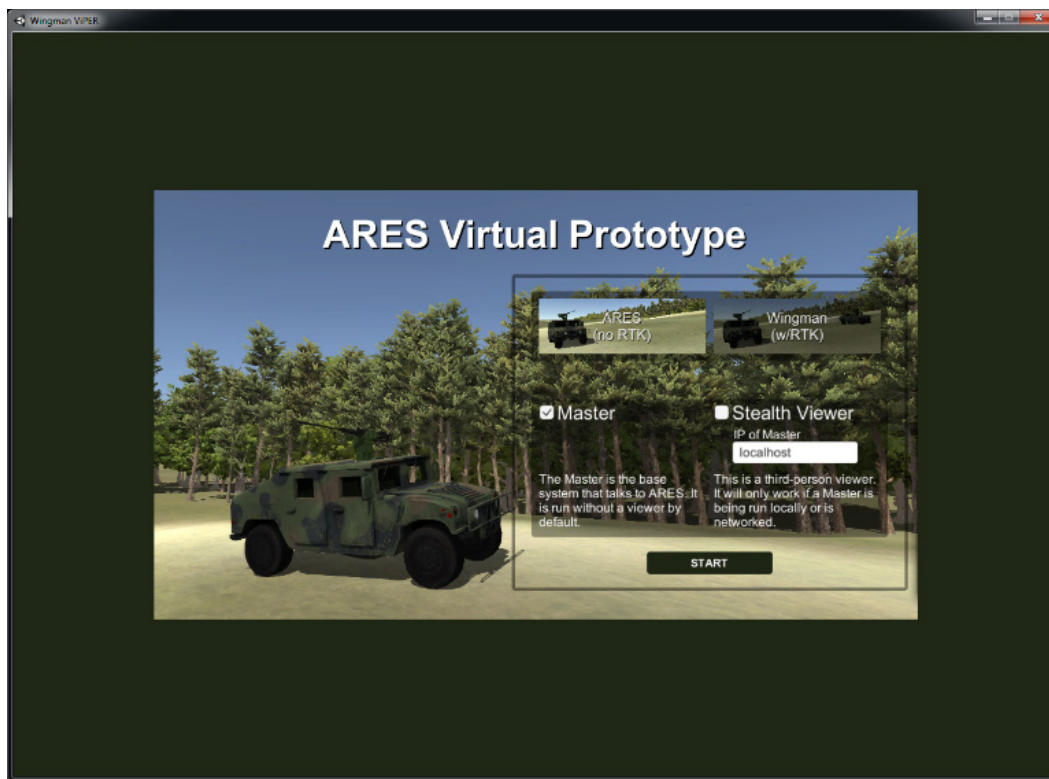 Wingman ViPER
ARES Virtual Prototype
ARES
(no RTK)
Wingman
(w/RTK)
Master
Stealth Viewer
IP of Master
localhost
The Master is the base
system that talks to ARES. It
is run without a viewer by
default.
This is a third-person viewer.
It will only work if a Master is
being run locally or is
networked.
START